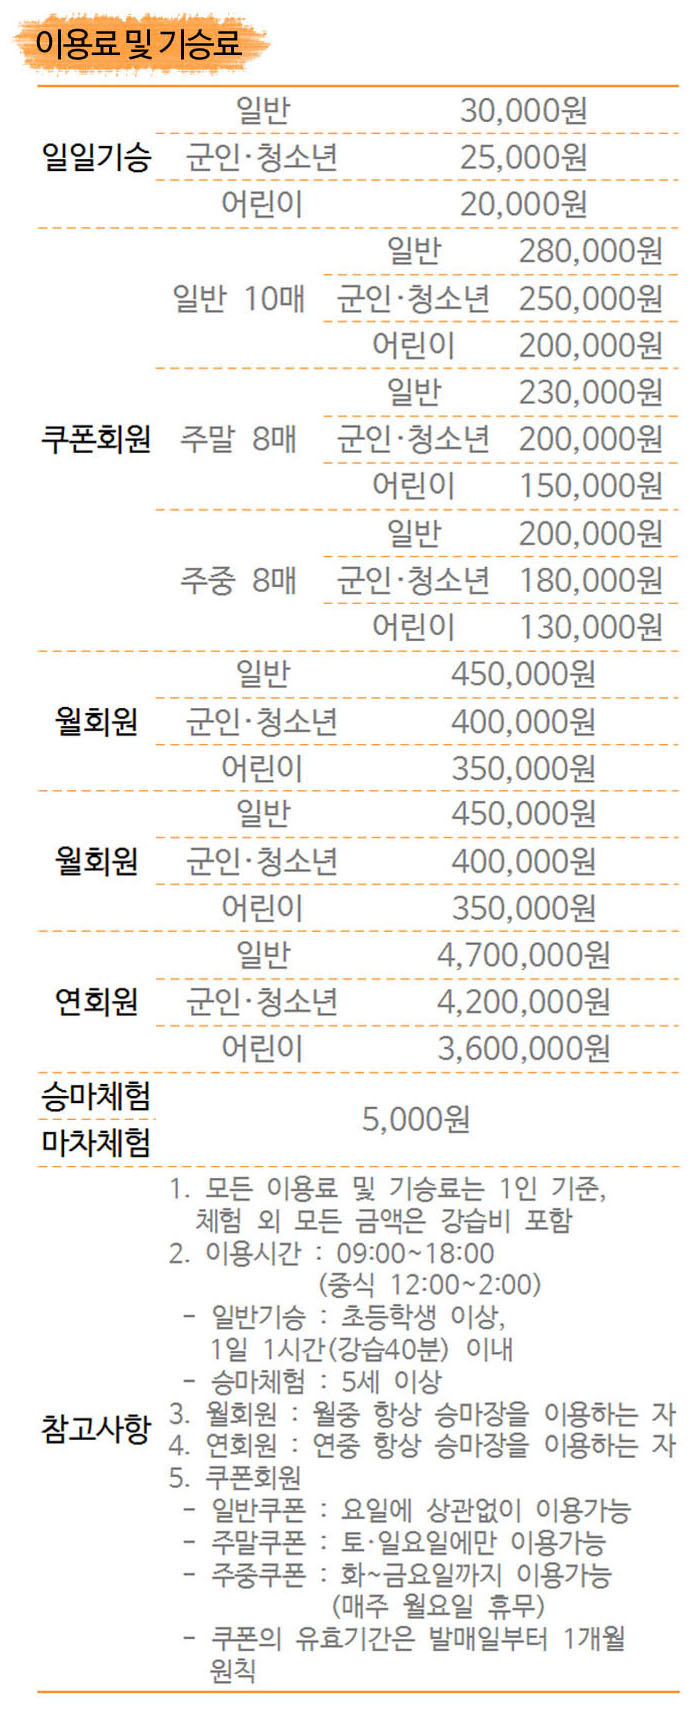 이용료 및 기승료
일일기승
일반 30,000원
군인·청소년 25,000원
어린이 20,000원
쿠폰회원
일반 10매
일반 280,000원
군인·청소년 250,000원
어린이 200,000원
주말 8매
일반 230,000원
군인·청소년 200,000원
어린이 150,000원
주중 8매
일반 200,000원
군인·청소년 180,000원
어린이 130,000원
월회원
일반 450,000원
군인·청소년 400,000원
어린이 350,000원
월회원
일반 450,000원
군인·청소년 400,000원
어린이 350,000원
연회원
일반 4,700,000원
군인·청소년 4,200,000원
어린이 3,600,000원
승마체험
마차체험
5,000원
참고사항
1. 모든 이용료 및 기승료는 1인 기준,
체험 외 모든 금액은 강습비 포함
2. 이용시간 : 09:00~18:00
(중식 12:00~2:00)
- 일반기승 : 초등학생 이상,
1일 1시간(강습40분) 이내
- 승마체험 : 5세 이상
3. 월회원 : 월중 항상 승마장을 이용하는 자
4. 연회원 : 연중 항상 승마장을 이용하는 자
5. 쿠폰회원
- 일반쿠폰 : 요일에 상관없이 이용가능
- 주말쿠폰 : 토·일요일에만 이용가능
- 주중쿠폰 : 화~금요일까지 이용가능
(매주 월요일 휴무)
- 쿠폰의 유효기간은 발매일부터 1개월
원칙